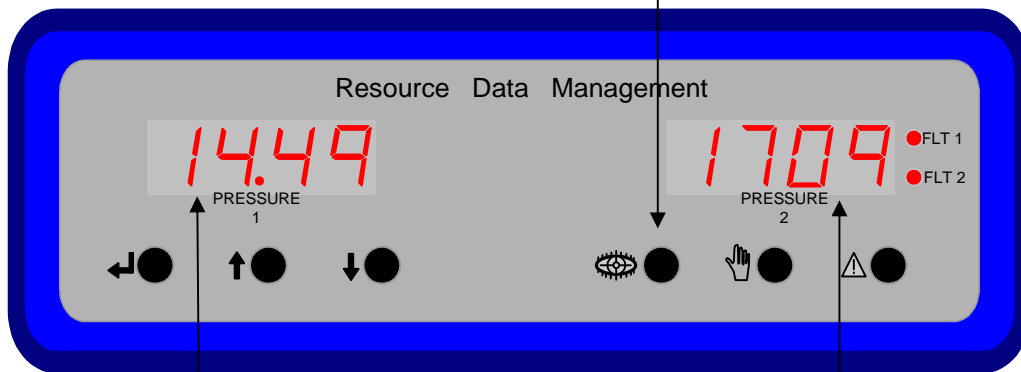 Resource Data Management
14.49
1709
FLT 1
FLT 2
PRESSURE
1
PRESSURE
2